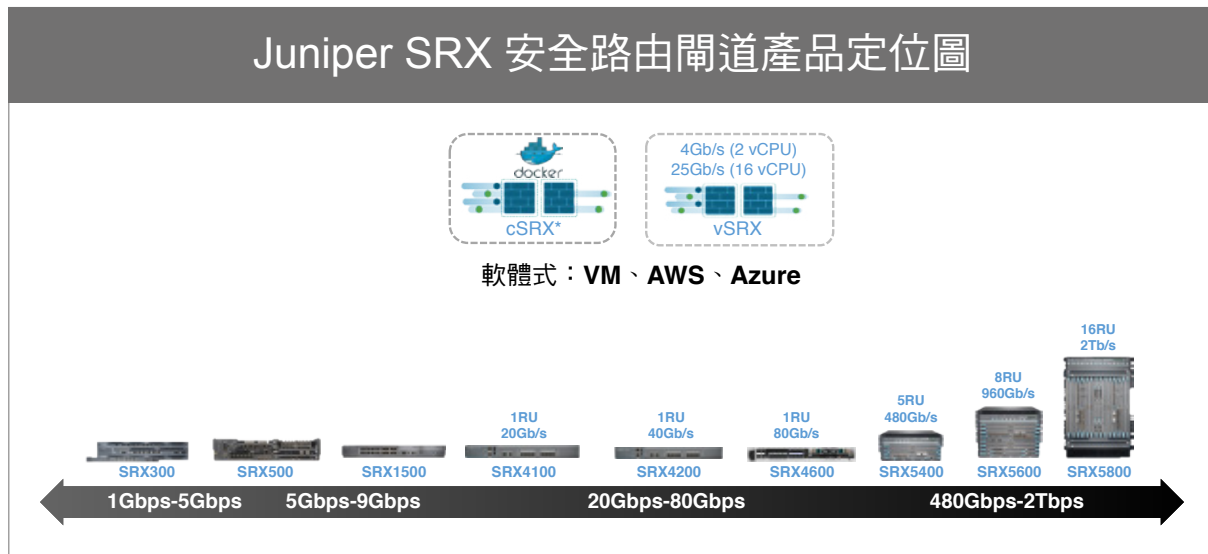 Juniper SRX 安全路由閘道產品定位圖
docker
cSRX*
4Gb/s (2 vCPU)
25Gb/s (16 vCPU)
vSRX
軟體式：VM、AWS、Azure
SRX300
SRX500
SRX1500
1RU
20Gb/s
SRX4100
1RU
40Gb/s
SRX4200
1RU
80Gb/s
SRX4600
5RU
480Gb/s
SRX5400
8RU
960Gb/s
SRX5600
16RU
2Tb/s
SRX5800
1Gbps-5Gbps
5Gbps-9Gbps
20Gbps-80Gbps
480Gbps-2Tbps